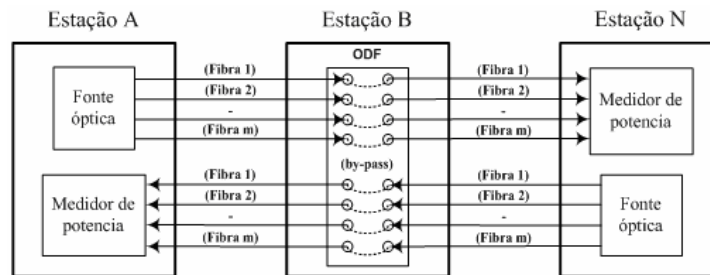 Estação A
Estação B
Estação N
ODF
Fonte
óptica
(Fibra 1)
(Fibra 2)
-
(Fibra m)
(Fibra 1)
(Fibra 2)
-
(Fibra m)
Medidor de
potencia
(by-pass)
Medidor de
potencia
(Fibra 1)
(Fibra 2)
-
(Fibra m)
(Fibra 1)
(Fibra 2)
-
(Fibra m)
Fonte
óptica